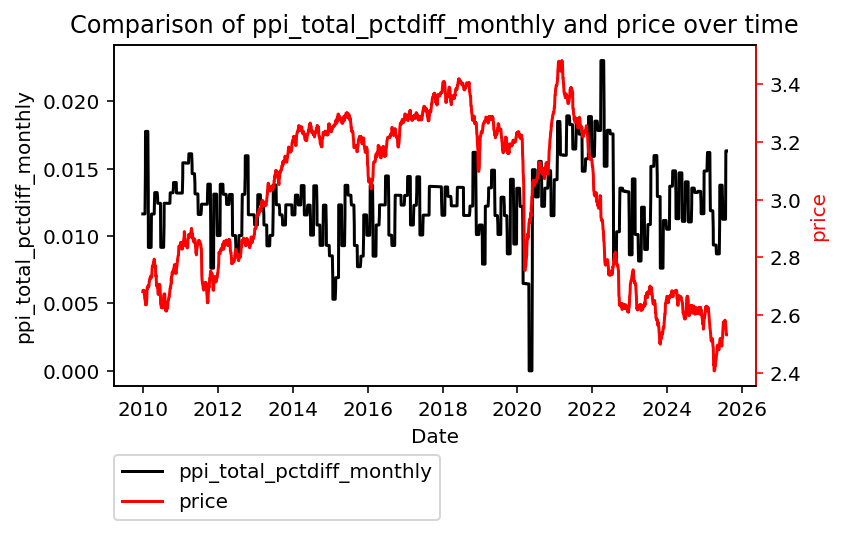 Comparison of ppi_total_pctdiff_monthly and price over time
ppi_total_pctdiff_monthly
0.020
0.015
0.010
0.005
0.000
3.4
3.2
3.0
2.8
2.6
2.4
price
2010 2012 2014 2016 2018 2020 2022 2024 2026
Date
ppi_total_pctdiff_monthly
price